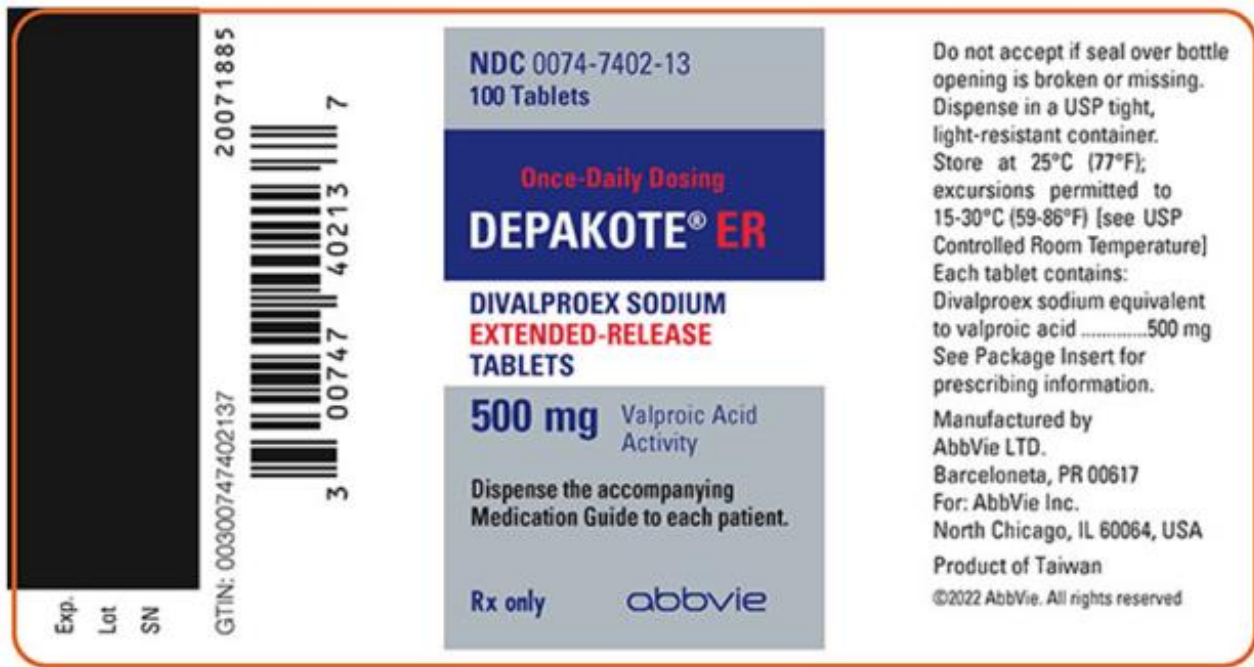 Exp.
Lot
SN
GTIN: 00300747402137
20071885
3 00747 40213 7
NDC 0074-7402-13
100 Tablets
Once-Daily Dosing
DEPAKOTE® ER
DIVALPROEX SODIUM
EXTENDED-RELEASE
TABLETS
500 mg Valproic Acid
Activity
Dispense the accompanying
Medication Guide to each patient.
Rx only abbvie
Do not accept if seal over bottle
opening is broken or missing.
Dispense in a USP tight,
light-resistant container.
Store at 25°C (77°F);
excursions permitted to
15-30°C (59-86°F) [see USP
Controlled Room Temperature]
Each tablet contains:
Divalproex sodium equivalent
to valproic acid ..............500 mg
See Package Insert for
prescribing information.
Manufactured by
AbbVie LTD.
Barceloneta, PR 00617
For: AbbVie Inc.
North Chicago, IL 60064, USA
Product of Taiwan
©2022 AbbVie. All rights reserved